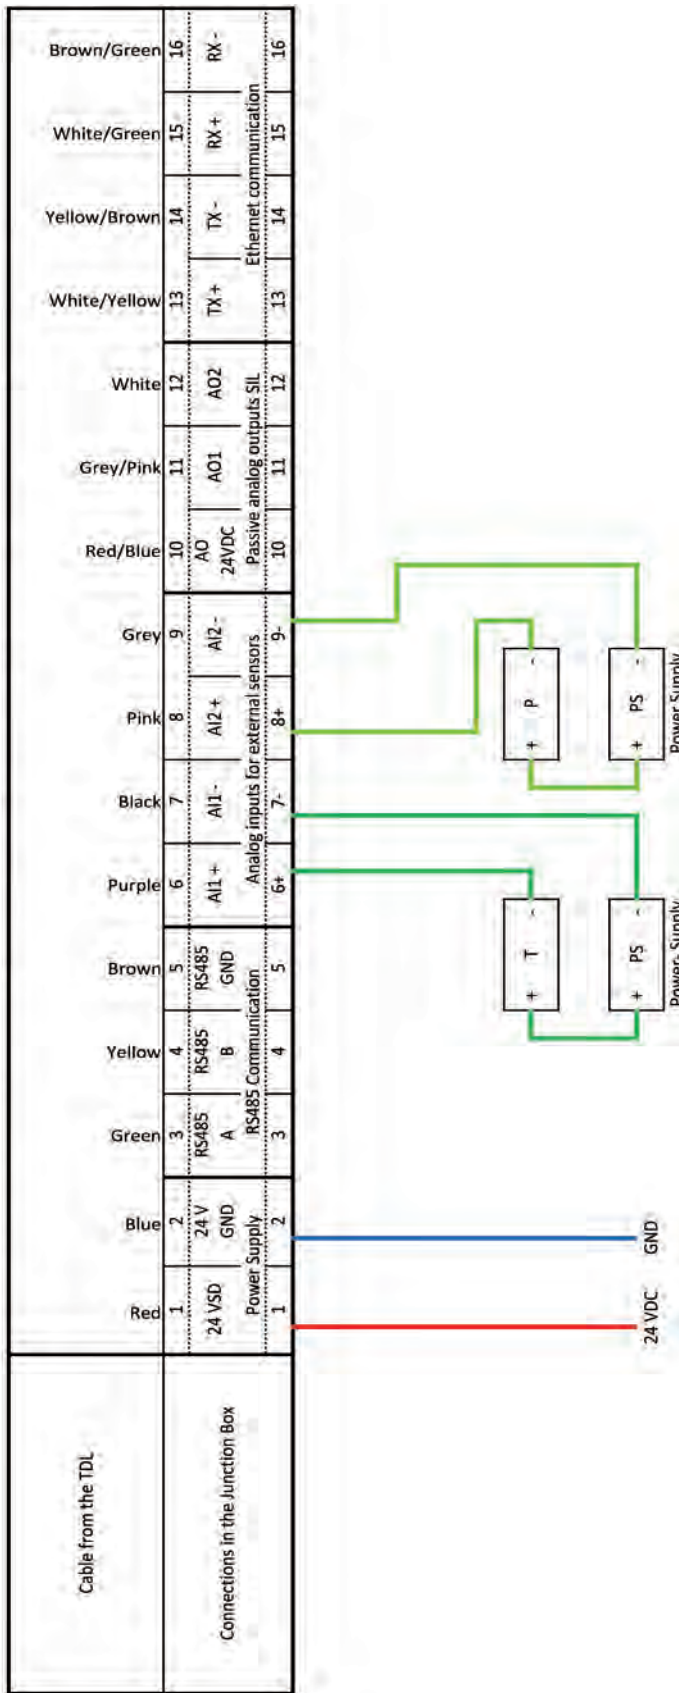 Cable from the TDL
Red
Blue
Green
Yellow
Brown
Purple
Black
Pink
Grey
Red/Blue
Grey/Pink
White
White/Yellow
Yellow/Brown
White/Green
Brown/Green
Connections in the Junction Box
1
2
3
4
5
6
7
8
9
10
11
12
13
14
15
16
24 VSD
24 V
GND
RS485
A
RS485
B
RS485
GND
AI1 +
AI1 -
AI2 +
AI2 -
AO
24VDC
AO1
AO2
TX+
TX -
RX+
RX -
Power Supply
RS485 Communication
Analog inputs for external sensors
Passive analog outputs SIL
Ethernet communication
1
2
3
4
5
6+
7-
8+
9-
10
11
12
13
14
15
16
+ T -
+ P -
24 VDC
GND
+ PS -
+ PS -
Power- Supply
Power Supply